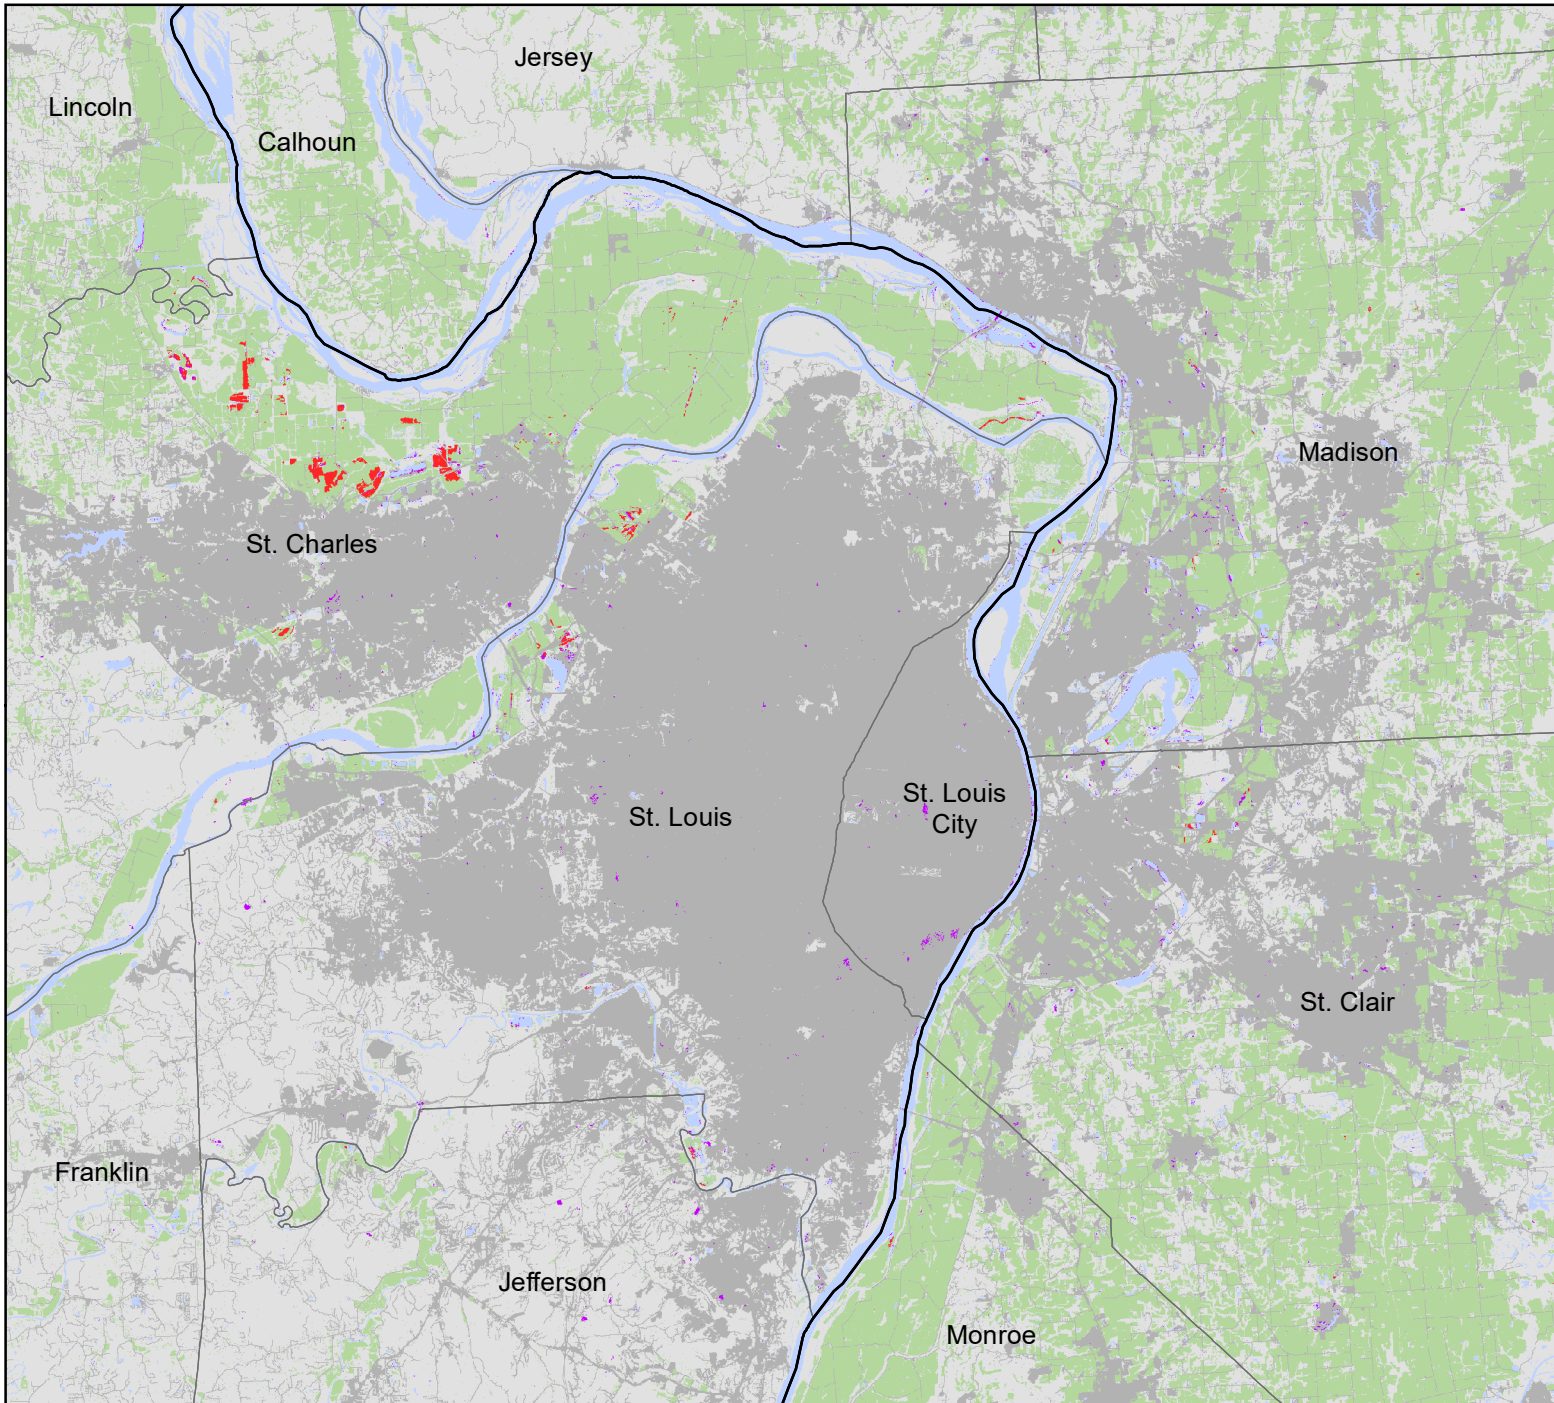 Jersey
Lincoln
Calhoun
Madison
St. Charles
St. Louis
St. Louis
City
St. Clair
Franklin
Jefferson
Monroe